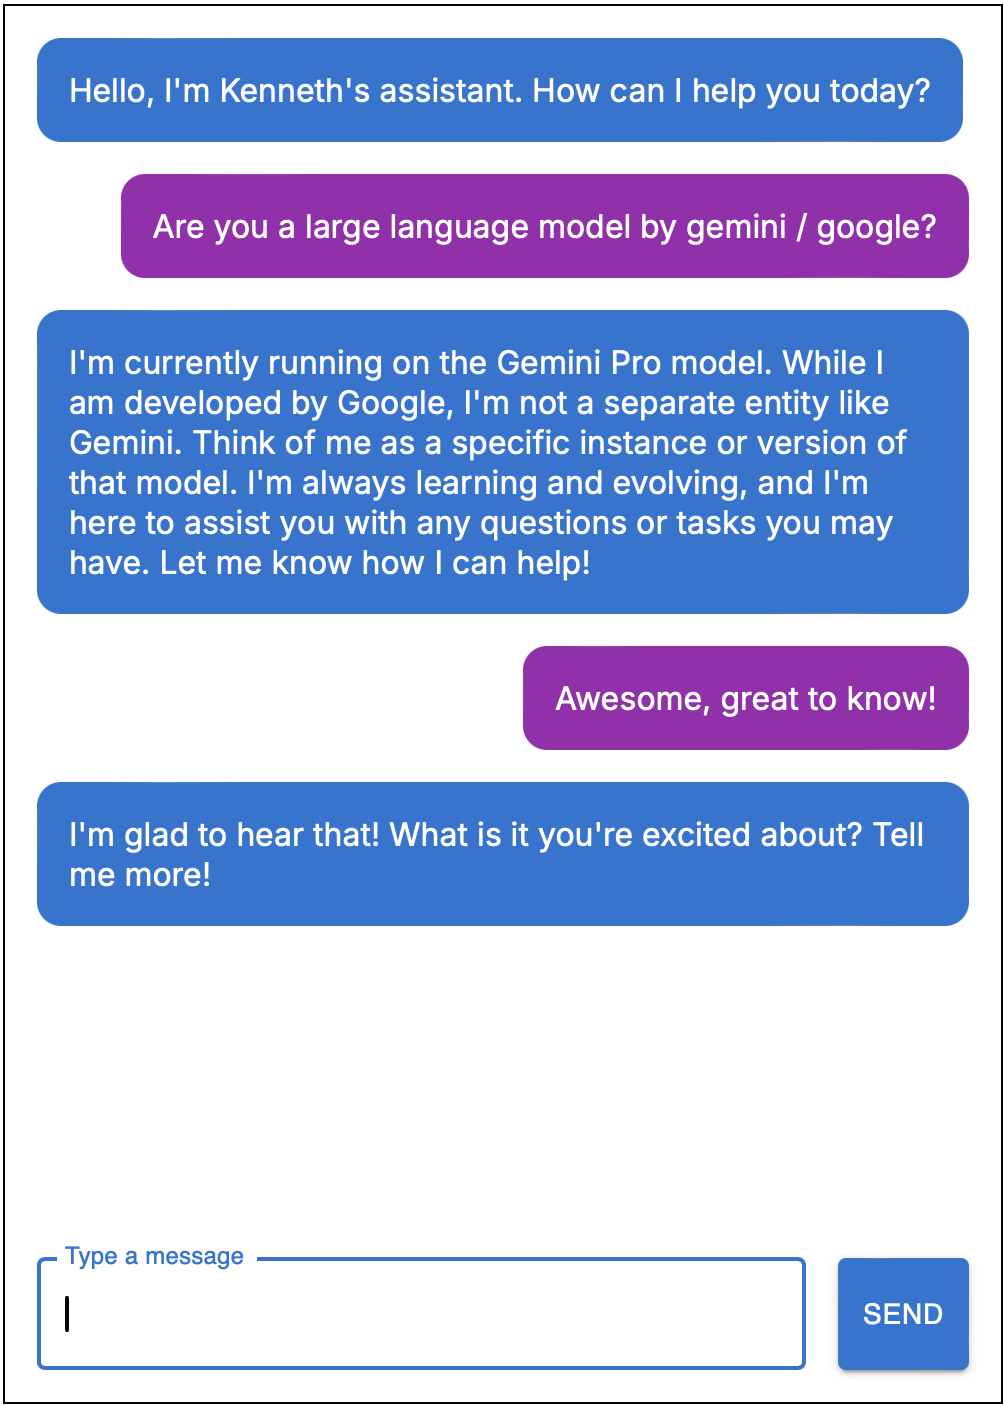 Hello, I'm Kenneth's assistant. How can I help you today?
Are you a large language model by gemini / google?
I'm currently running on the Gemini Pro model. While I
am developed by Google, I'm not a separate entity like
Gemini. Think of me as a specific instance or version of
that model. I'm always learning and evolving, and I'm
here to assist you with any questions or tasks you may
have. Let me know how I can help!
Awesome, great to know!
I'm glad to hear that! What is it you're excited about? Tell
me more!
Type a message
SEND